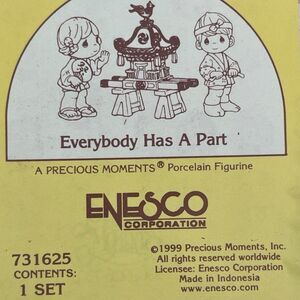 Everybody Has A Part
A PRECIOUS MOMENTS® Porcelain Figurine
ENESCO
CORPORATION
731625
CONTENTS:
1 SET
©1999 Precious Moments, Inc.
All rights reserved worldwide
Licensee: Enesco Corporation
Made in Indonesia
www.enesco.com